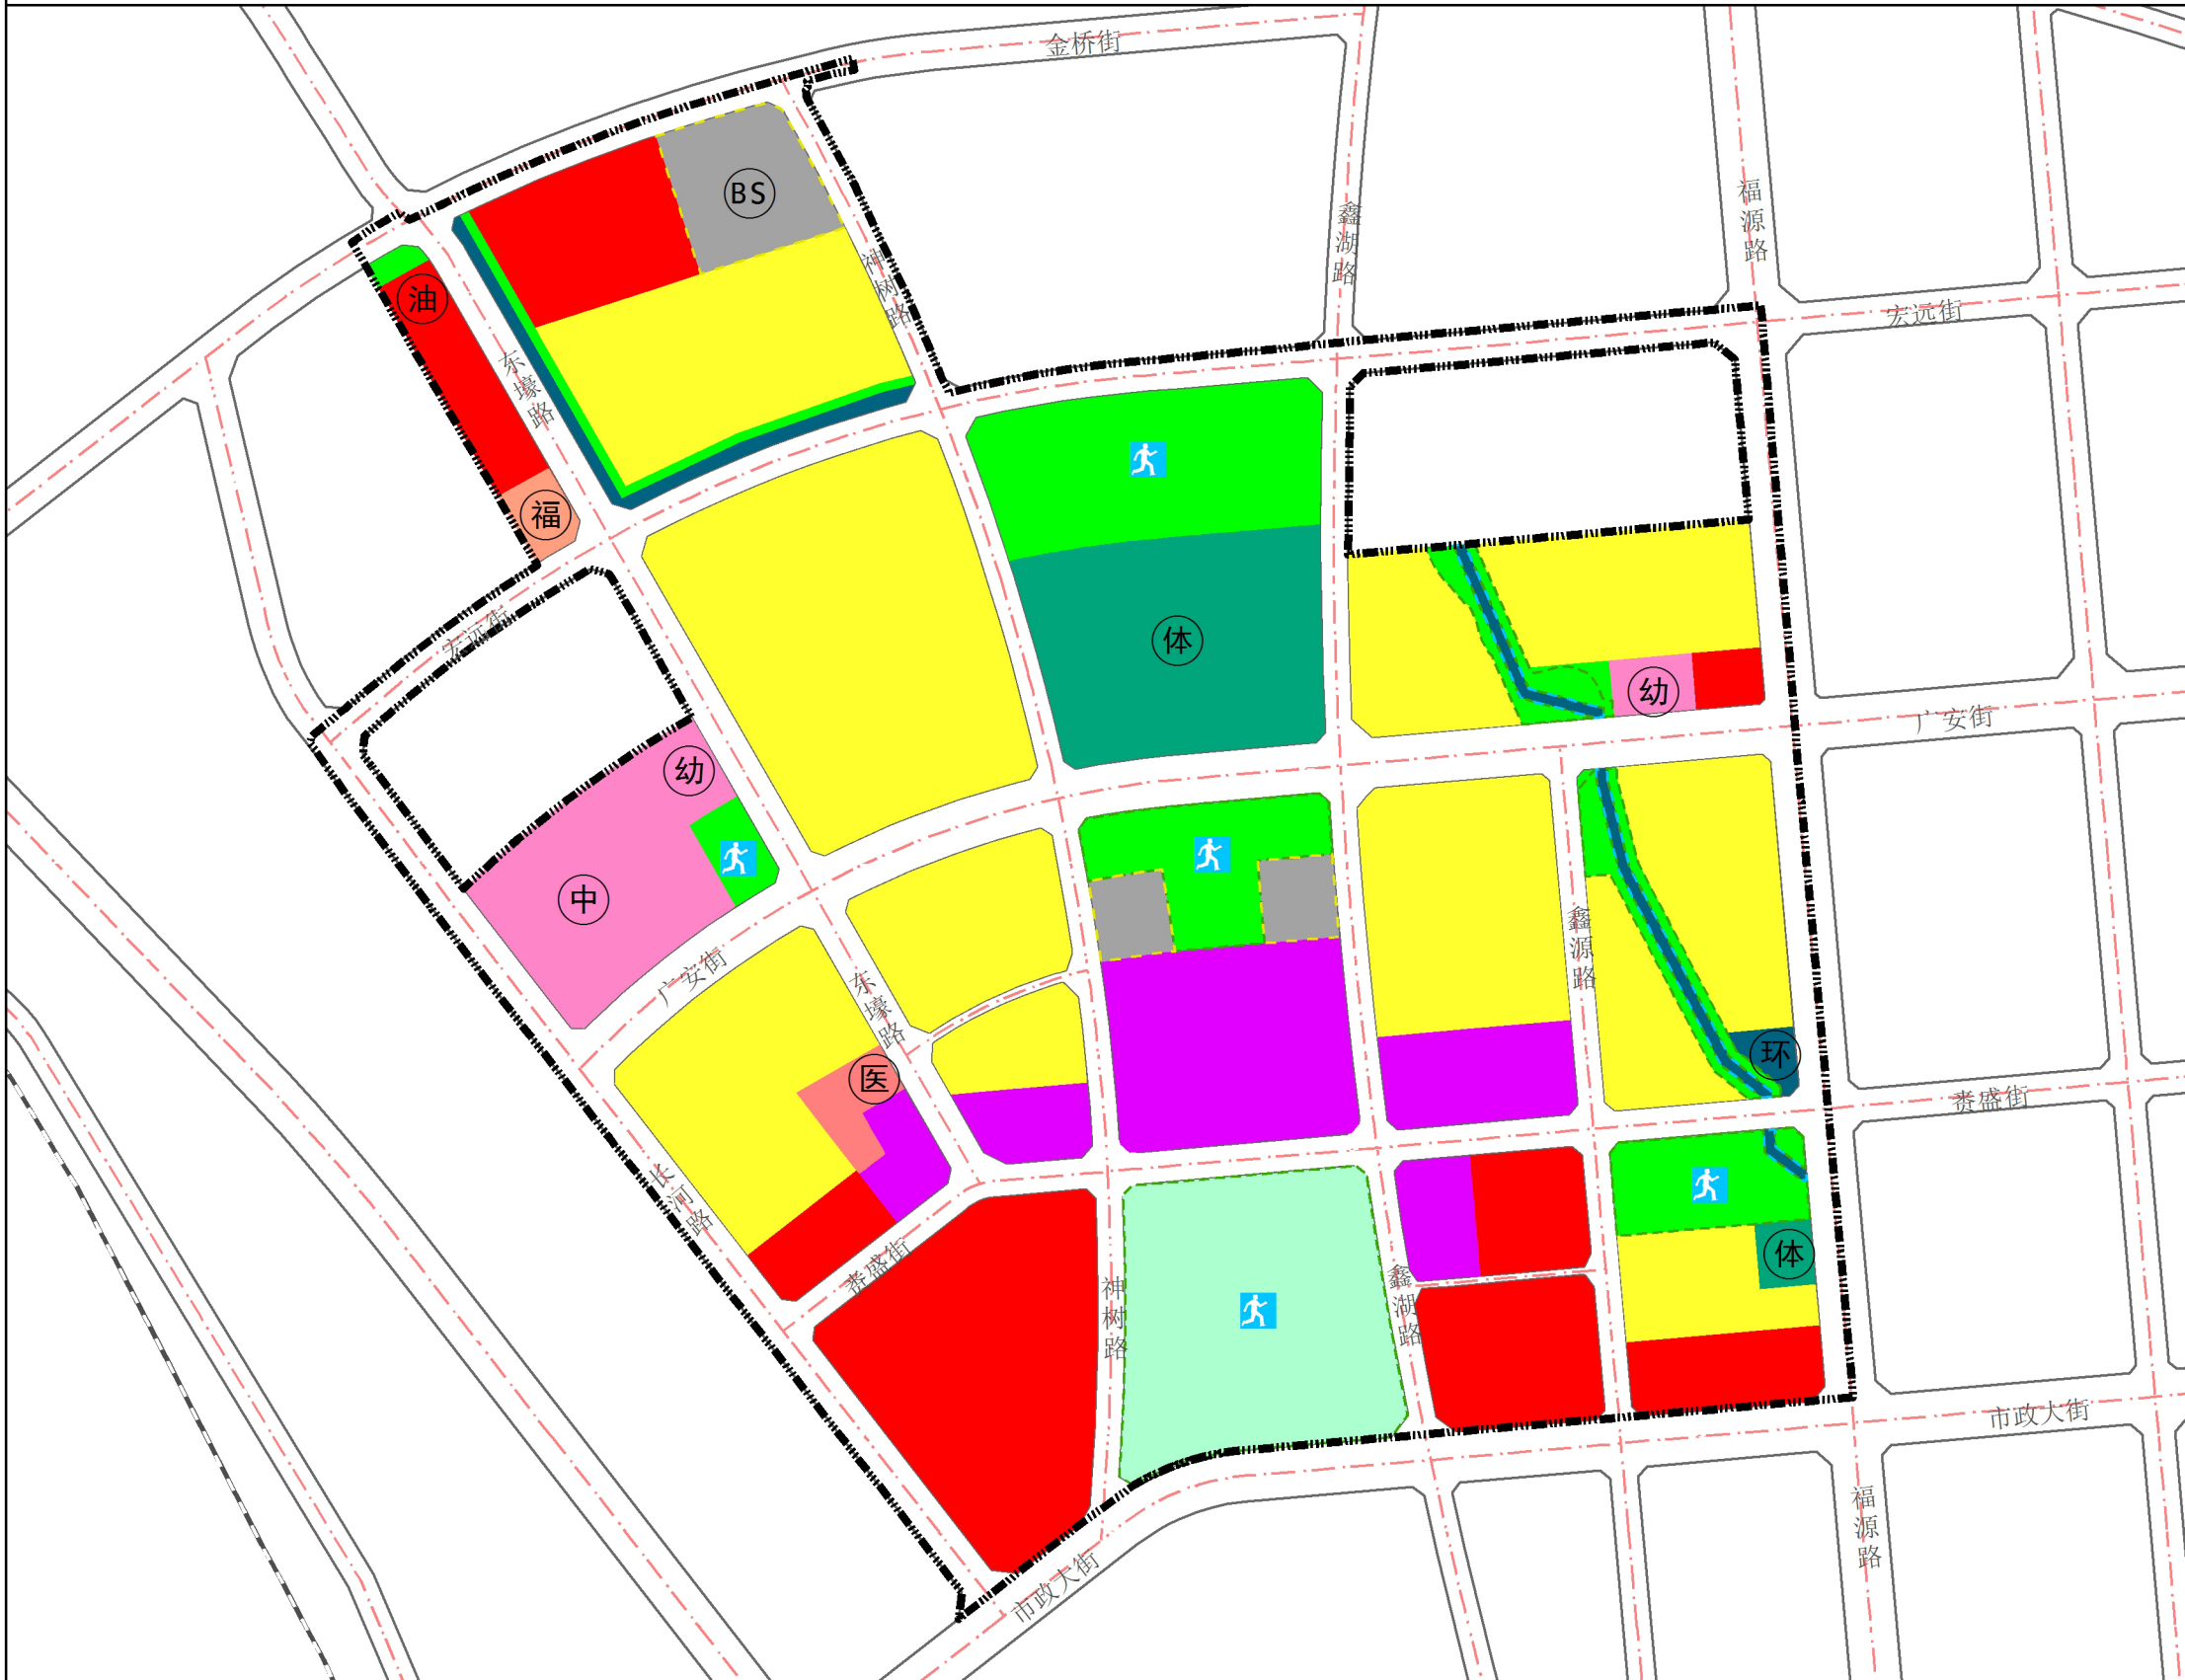 金桥街
福源路
鑫湖路
BS
神树路
油
宏远街
东壕路
福
宏远街
体
幼
广安街
幼
中
鑫源路
广安街
东壕路
环
医
赉盛街
长河路
体
赉盛街
神树路
鑫湖路
市政大街
福源路
市政大街